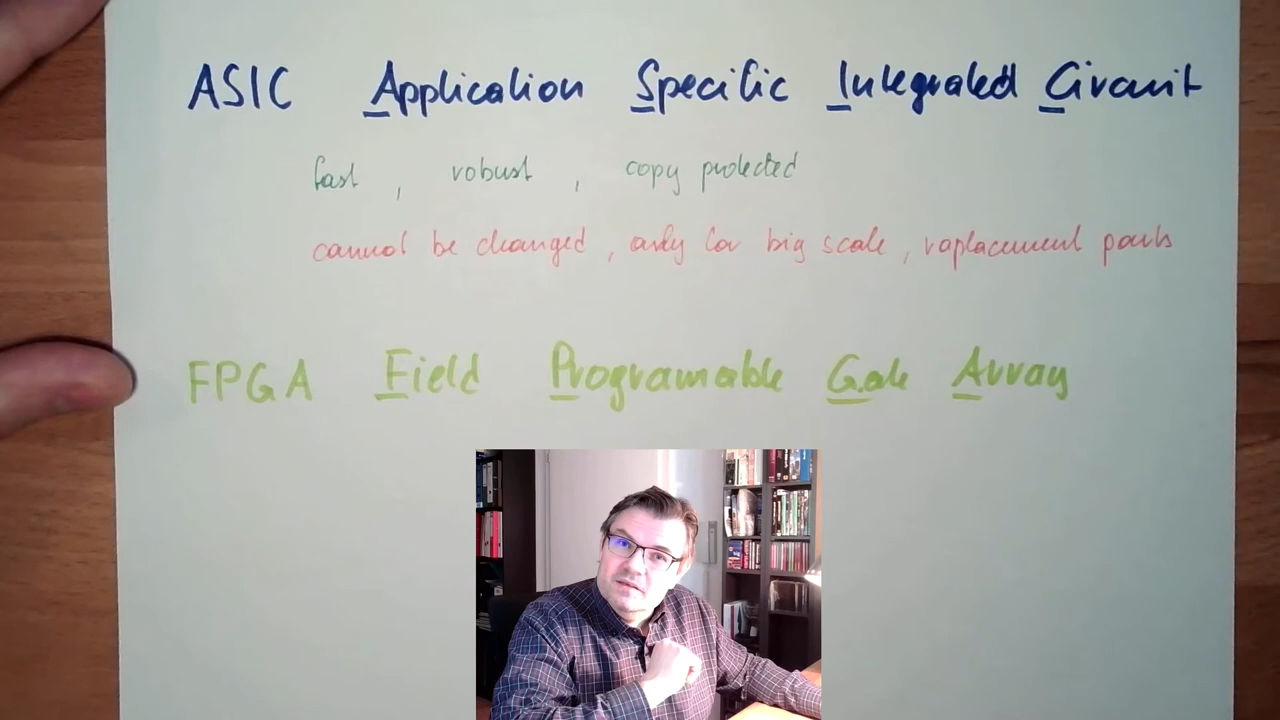 ASIC Application Specific Integrated Circuit
fast , robust , copy protected
cannot be changed , only for big scale , raplacement parts
FPGA Field Programable Gate Array